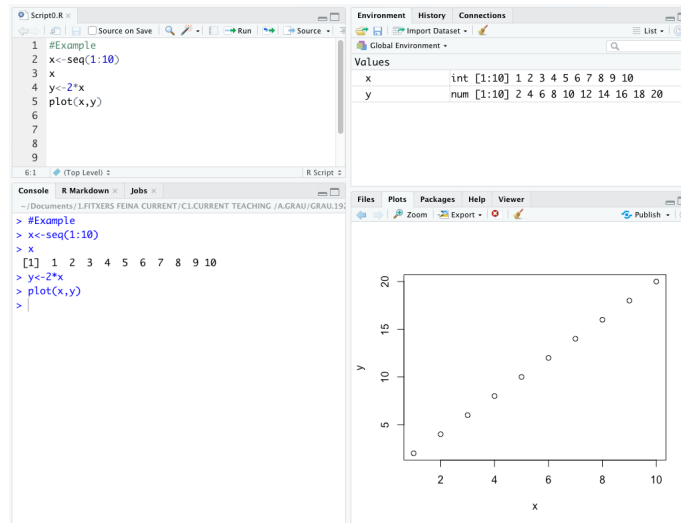 Script0.R
Source on Save Run Source
1 #Example
2 x<-seq(1:10)
3 x
4 y<-2*x
5 plot(x,y)
6
7
8
9
6:1 (Top Level) R Script
Console R Markdown Jobs
~/Documents/1.FITXERS FEINA CURRENT/C1.CURRENT TEACHING /A.GRAU/GRAU.192
> #Example
> x<-seq(1:10)
> x
[1] 1 2 3 4 5 6 7 8 9 10
> y<-2*x
> plot(x,y)
>
Environment History Connections
Import Dataset List
Global Environment
Values
x int [1:10] 1 2 3 4 5 6 7 8 9 10
y num [1:10] 2 4 6 8 10 12 14 16 18 20
Files Plots Packages Help Viewer
Zoom Export Publish
20
15
10
5
y
2 4 6 8 10
x